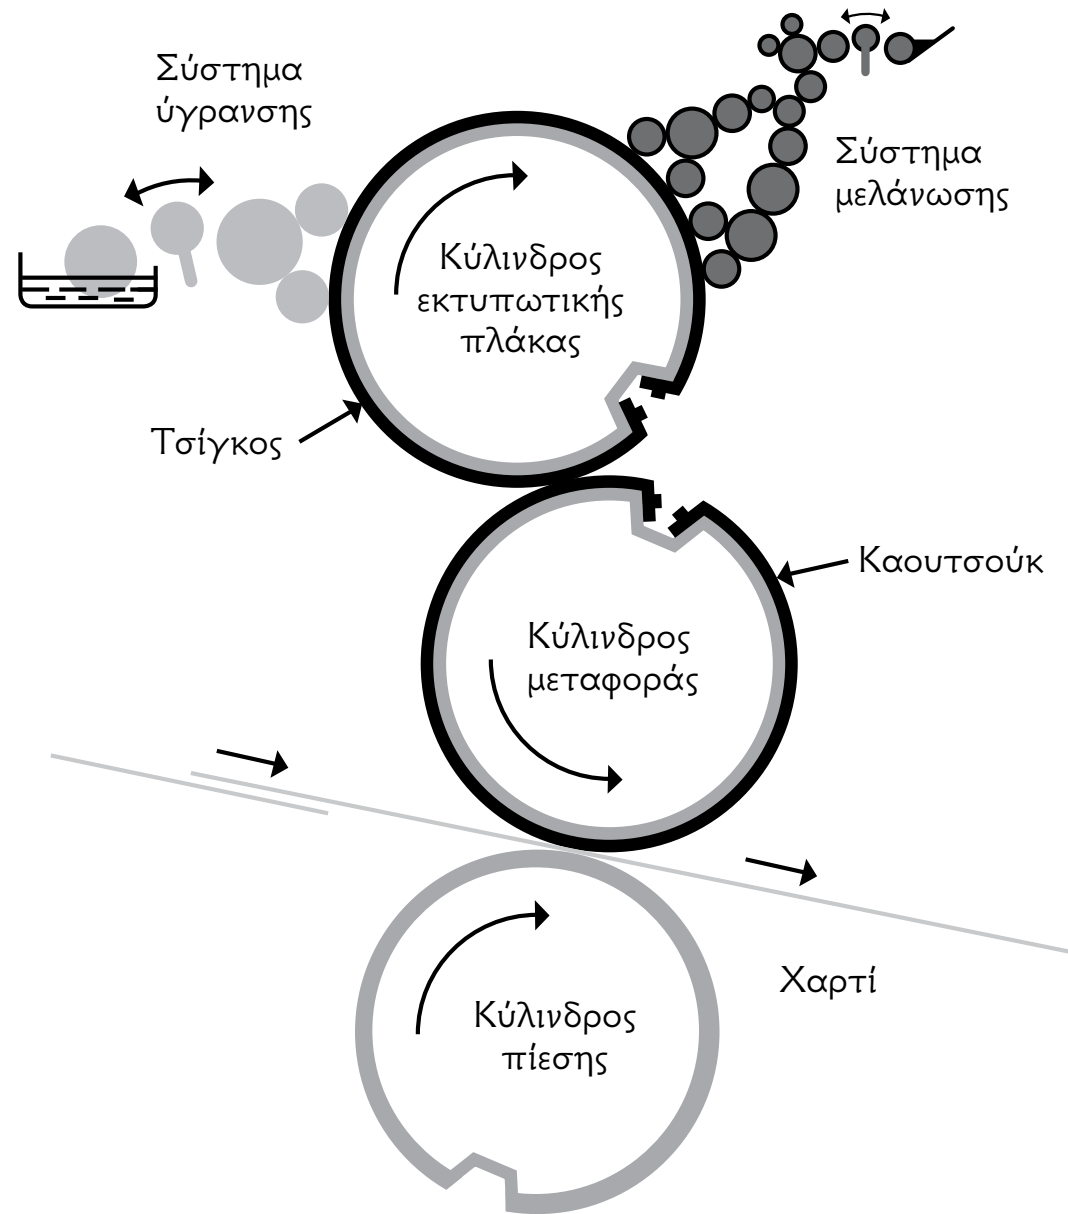 Σύστημα
ύγρανσης
Σύστημα
μελάνωσης
Κύλινδρος
εκτυπωτικής
πλάκας
Τσίγκος
Καουτσούκ
Κύλινδρος
μεταφοράς
Χαρτί
Κύλινδρος
πίεσης